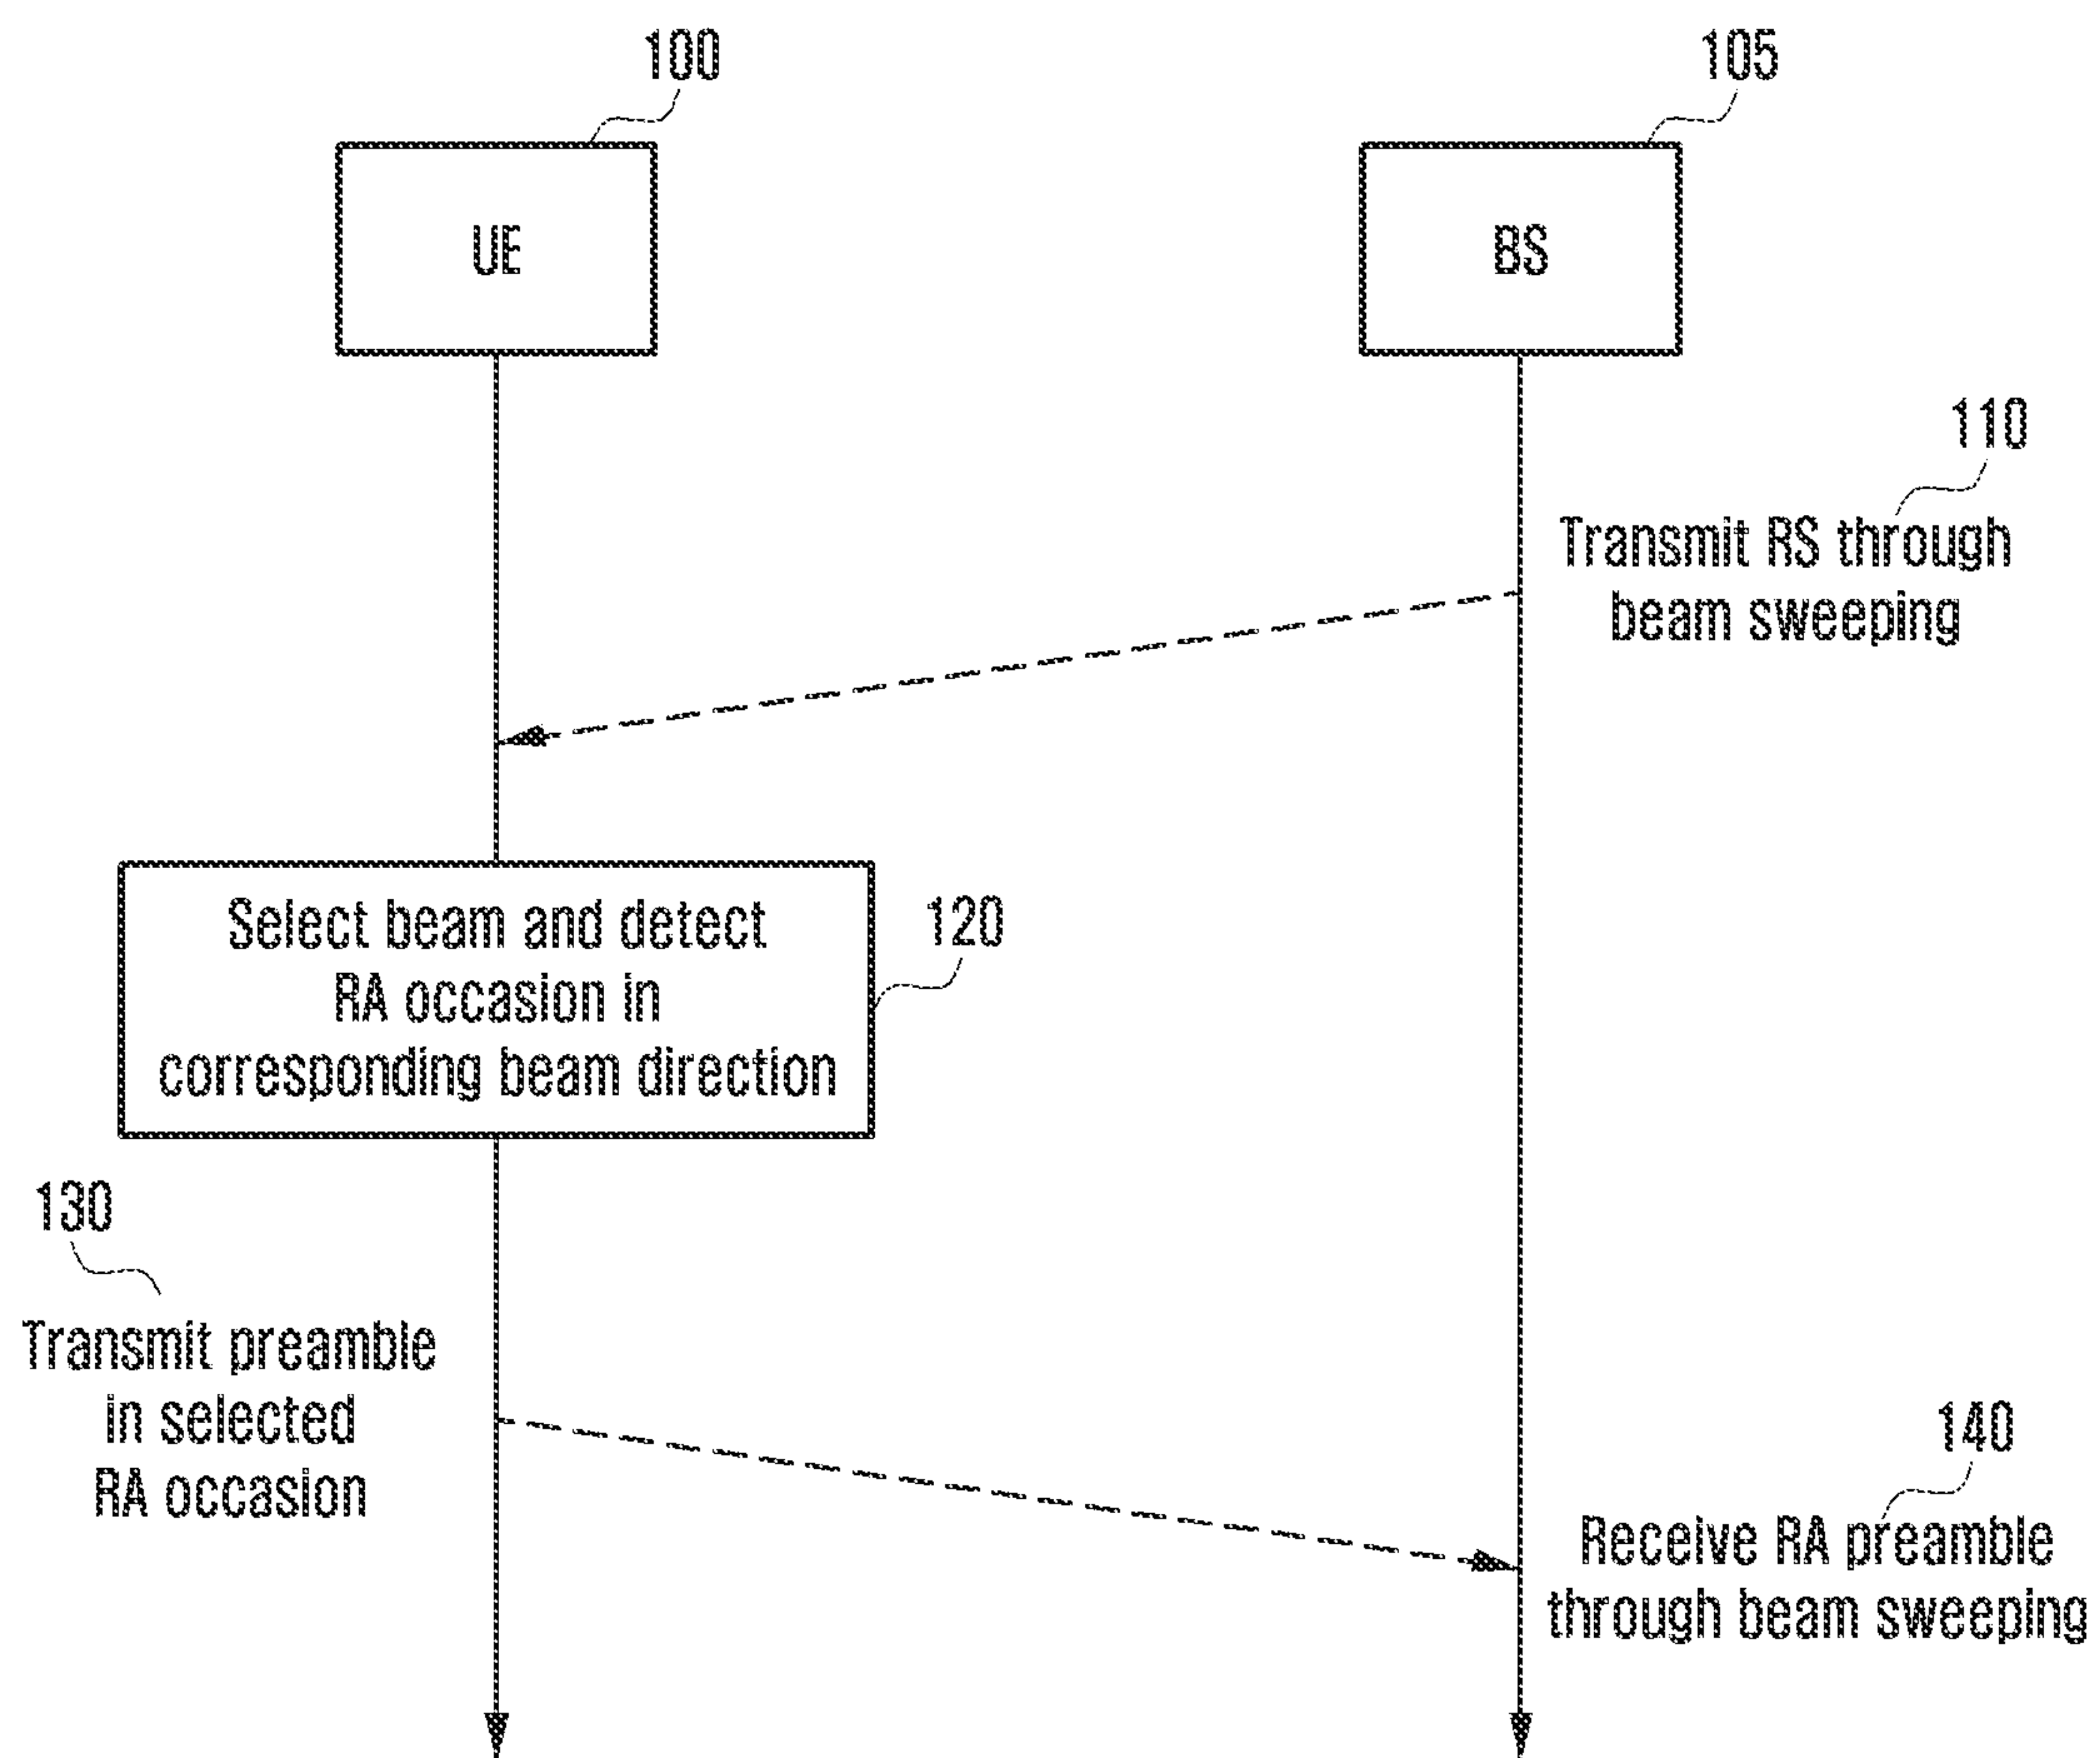 100
105
UE
BS
110
Transmit RS through
beam sweeping
Select beam and detect
RA occasion in
corresponding beam direction
120
130
Transmit preamble
in selected
RA occasion
140
Receive RA preamble
through beam sweeping